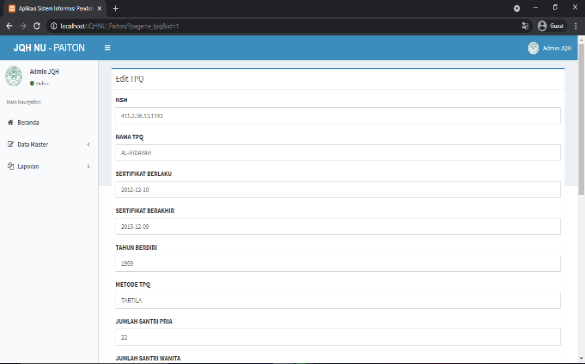 Aplikasi Sistem Informasi Pendat
Guest
localhost/JQHNU_Paiton/?page=e_tpq&id=1
JQH NU - PAITON
Admin JQH
Admin JQH
Online
Main Navigation
Beranda
Data Master
Laporan
Edit TPQ
NSM
411.2.35.13.1142
NAMA TPQ
AL-HIDAYAH
SERTIFIKAT BERLAKU
2012-12-10
SERTIFIKAT BERAKHIR
2015-12-09
TAHUN BERDIRI
1999
METODE TPQ
TARTILA
JUMLAH SANTRI PRIA
22
JUMLAH SANTRI WANITA